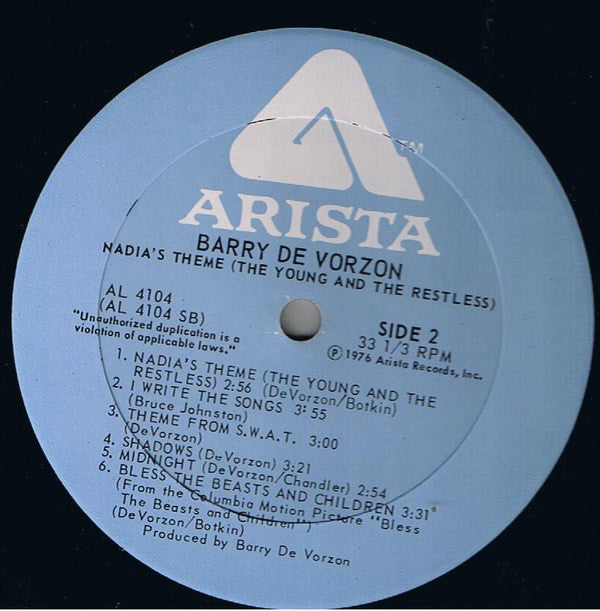 TM
ARISTA
BARRY DE VORZON
NADIA'S THEME (THE YOUNG AND THE RESTLESS)
AL 4104
(AL 4104 SB)
"Unauthorized duplication is a
violation of applicable laws."
SIDE 2
33 1/3 RPM
Ⓟ1976 Arista Records, Inc.
1. NADIA'S THEME (THE YOUNG AND THE
RESTLESS) 2:56 (DeVorzon/Botkin)
2. I WRITE THE SONGS 3:55
(Bruce Johnston)
3. THEME FROM S.W.A.T. 3:00
(DeVorzon)
4. SHADOWS (DeVorzon) 3:21
5. MIDNIGHT (DeVorzon/Chandler) 2:54
6. BLESS THE BEASTS AND CHILDREN 3:31
(From the Columbia Motion Picture "Bless
The Beasts and Children")
(DeVorzon/Botkin)
Produced by Barry De Vorzon